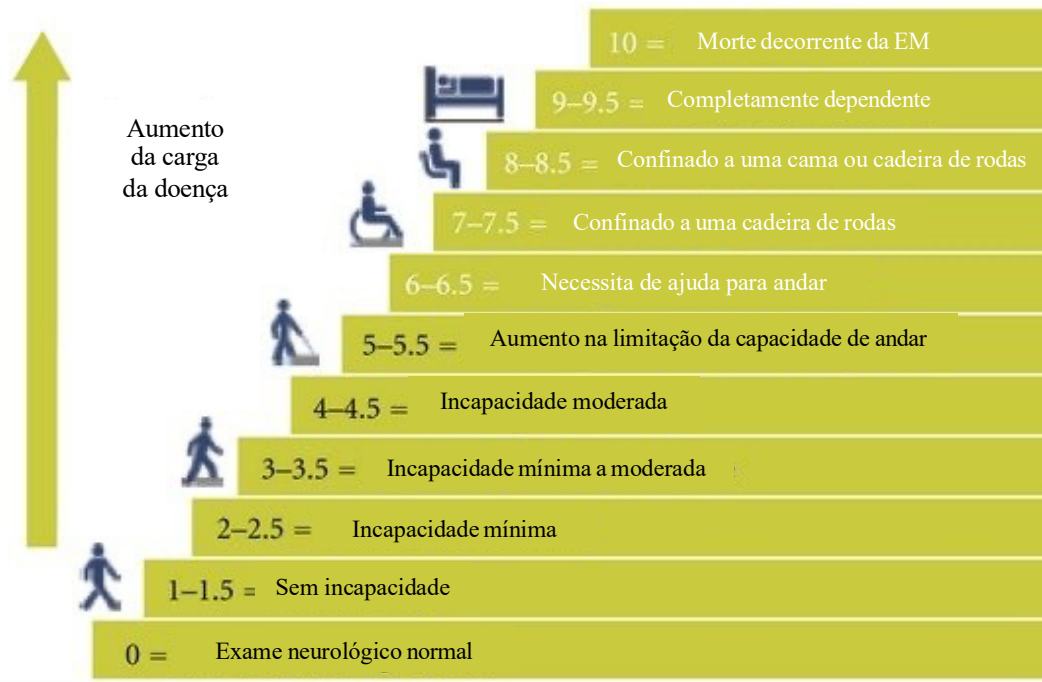 10 = Morte decorrente da EM
9–9.5 = Completamente dependente
Aumento
da carga
da doença
8–8.5 = Confinado a uma cama ou cadeira de rodas
7–7.5 = Confinado a uma cadeira de rodas
6–6.5 = Necessita de ajuda para andar
5–5.5 = Aumento na limitação da capacidade de andar
4–4.5 = Incapacidade moderada
3–3.5 = Incapacidade mínima a moderada
2–2.5 = Incapacidade mínima
1–1.5 = Sem incapacidade
0 = Exame neurológico normal